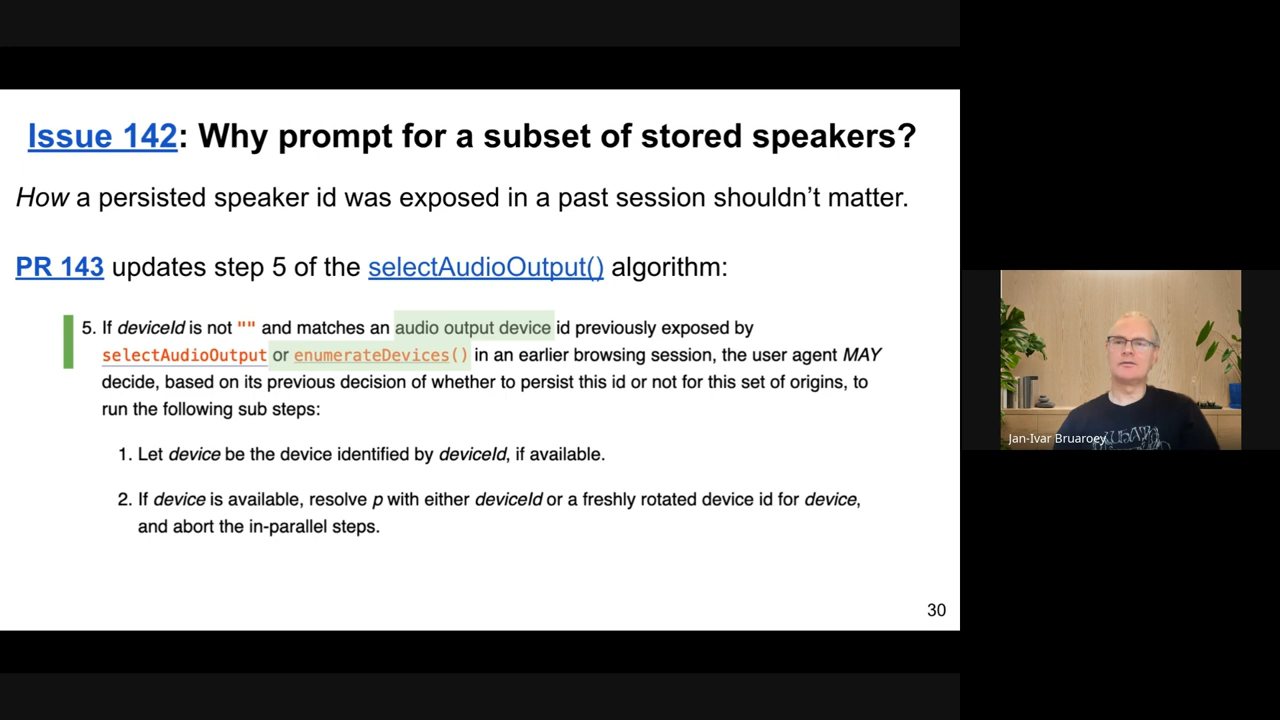 Issue 142: Why prompt for a subset of stored speakers?
How a persisted speaker id was exposed in a past session shouldn’t matter.
PR 143 updates step 5 of the selectAudioOutput() algorithm:
5. If deviceId is not "" and matches an audio output device id previously exposed by
selectAudioOutput or enumerateDevices() in an earlier browsing session, the user agent MAY
decide, based on its previous decision of whether to persist this id or not for this set of origins, to
run the following sub steps:
1. Let device be the device identified by deviceId, if available.
2. If device is available, resolve p with either deviceId or a freshly rotated device id for device,
and abort the in-parallel steps.
30
Jan-Ivar Bruaroey